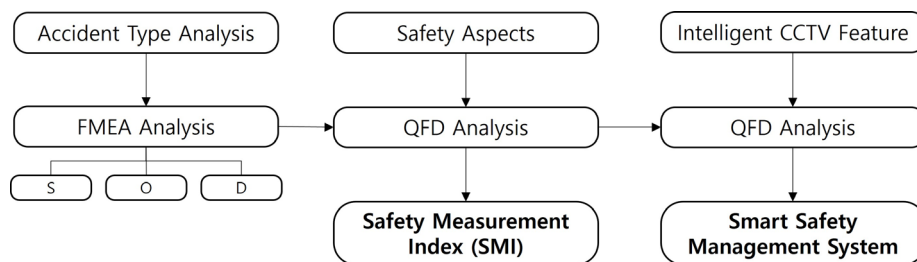 Accident Type Analysis
Safety Aspects
Intelligent CCTV Feature
FMEA Analysis
QFD Analysis
QFD Analysis
S
O
D
Safety Measurement
Index (SMI)
Smart Safety
Management System